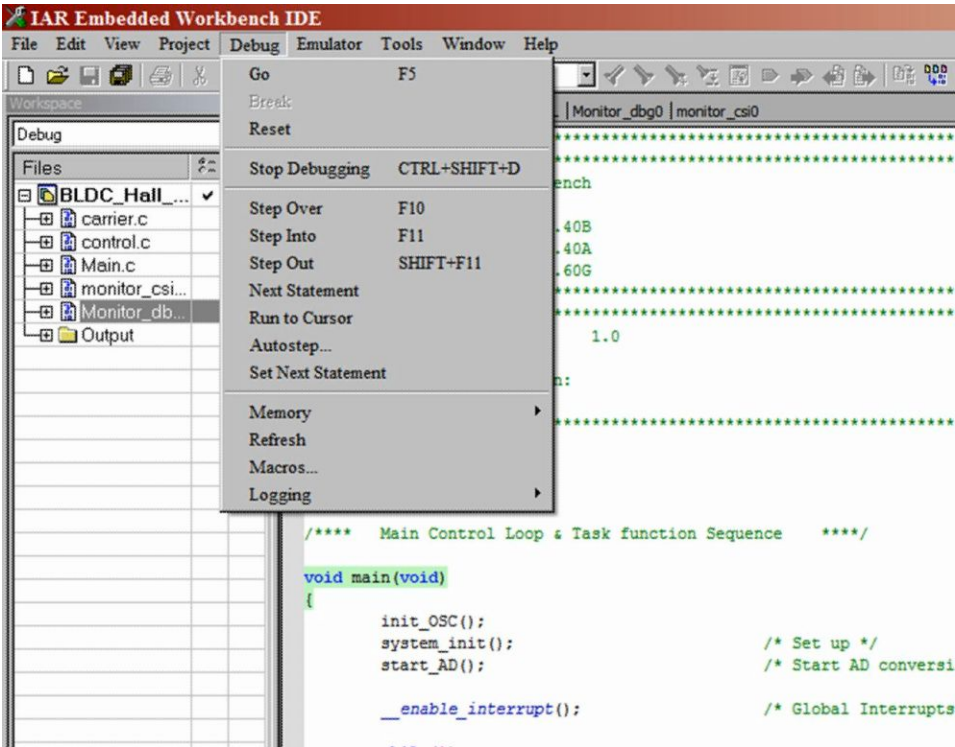 IAR Embedded Workbench IDE
File Edit View Project Debug Emulator Tools Window Help
Workspace
Debug
Files
BLDC_Hall_...
carrier.c
control.c
Main.c
monitor_csi...
Monitor_db...
Output
Go F5
Break
Reset
Stop Debugging CTRL+SHIFT+D
Step Over F10
Step Into F11
Step Out SHIFT+F11
Next Statement
Run to Cursor
Autostep...
Set Next Statement
Memory
Refresh
Macros...
Logging
Monitor_dbg0 | monitor_csi0
ench
.40B
.40A
.60G
1.0
n:
/**** Main Control Loop & Task function Sequence ****/
void main(void)
{
init_OSC();
system_init(); /* Set up */
start_AD(); /* Start AD conversi
__enable_interrupt(); /* Global Interrupts